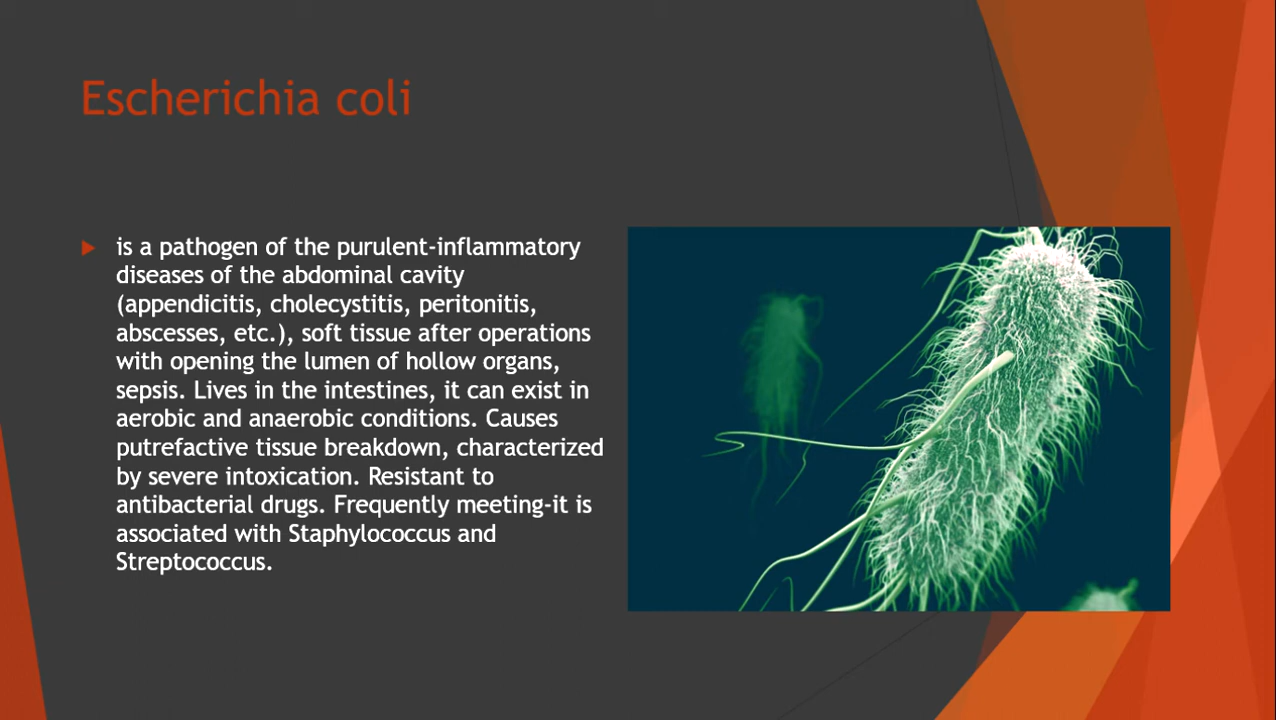 Escherichia coli
is a pathogen of the purulent-inflammatory
diseases of the abdominal cavity
(appendicitis, cholecystitis, peritonitis,
abscesses, etc.), soft tissue after operations
with opening the lumen of hollow organs,
sepsis. Lives in the intestines, it can exist in
aerobic and anaerobic conditions. Causes
putrefactive tissue breakdown, characterized
by severe intoxication. Resistant to
antibacterial drugs. Frequently meeting-it is
associated with Staphylococcus and
Streptococcus.